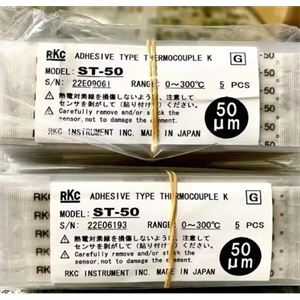 RKC ADHESIVE TYPE THERMOCOUPLE K G
MODEL: ST-50
S/N: 22E09061 RANGE: 0~300℃ 5 PCS
⚠ 熱電対素線を損傷しないよう、注意して
センサを剥がして(貼り付けて)ください。
Carefully remove and/or stick the
sensor, not to damage the element.
RKC INSTRUMENT INC. MADE IN JAPAN
50
μm
RKC ADHESIVE TYPE THERMOCOUPLE K G
MODEL: ST-50
S/N: 22E06193 RANGE: 0~300℃ 5 PCS
⚠ 熱電対素線を損傷しないよう、注意して
センサを剥がして(貼り付けて)ください。
Carefully remove and/or stick the
sensor, not to damage the element.
RKC INSTRUMENT INC. MADE IN JAPAN
50
μm